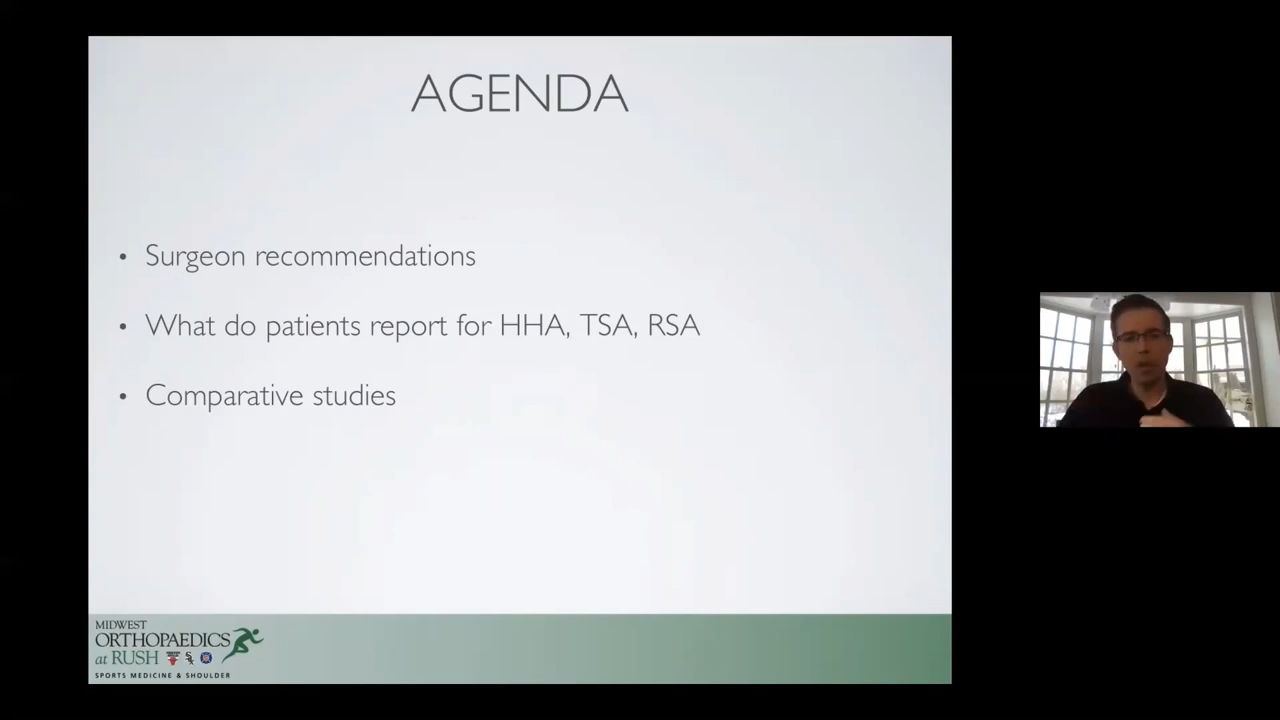 AGENDA
• Surgeon recommendations
• What do patients report for HHA, TSA, RSA
• Comparative studies
MIDWEST
ORTHOPAEDICS
at RUSH
SPORTS MEDICINE & SHOULDER